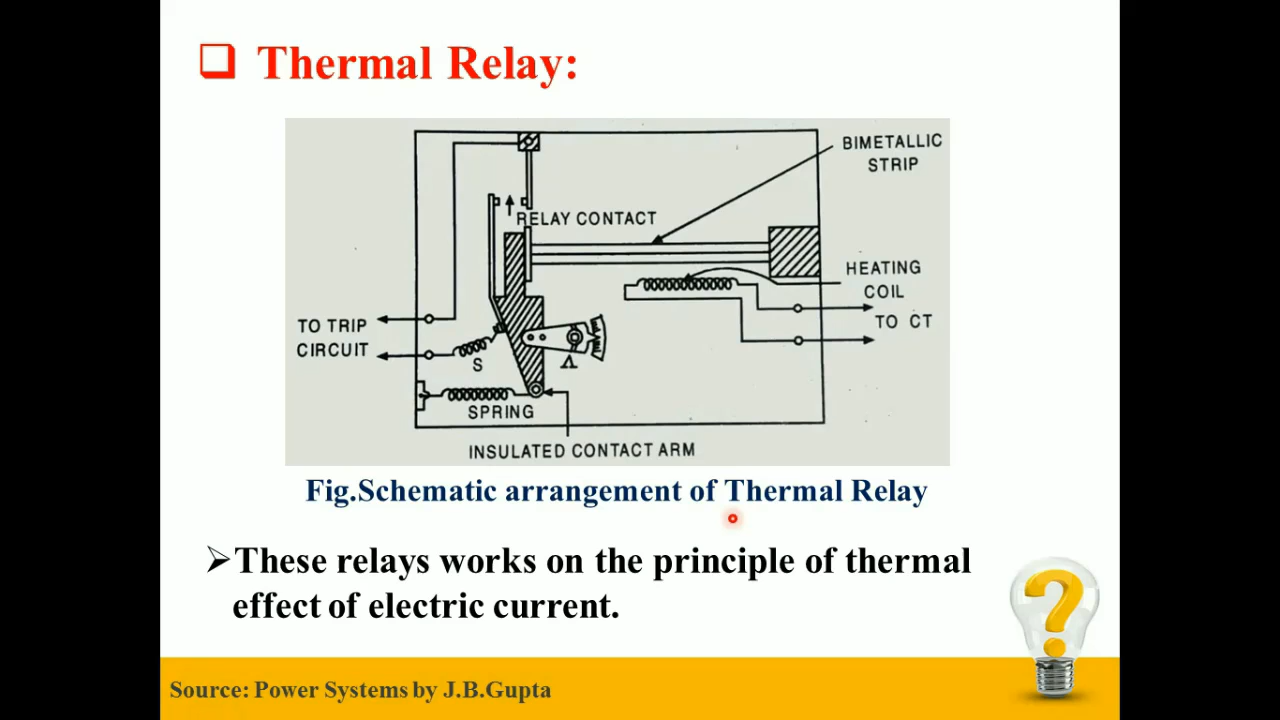 Thermal Relay:
BIMETALLIC
STRIP
RELAY CONTACT
HEATING
COIL
TO CT
TO TRIP
CIRCUIT
S
Λ
SPRING
INSULATED CONTACT ARM
Fig.Schematic arrangement of Thermal Relay
These relays works on the principle of thermal
effect of electric current.
Source: Power Systems by J.B.Gupta